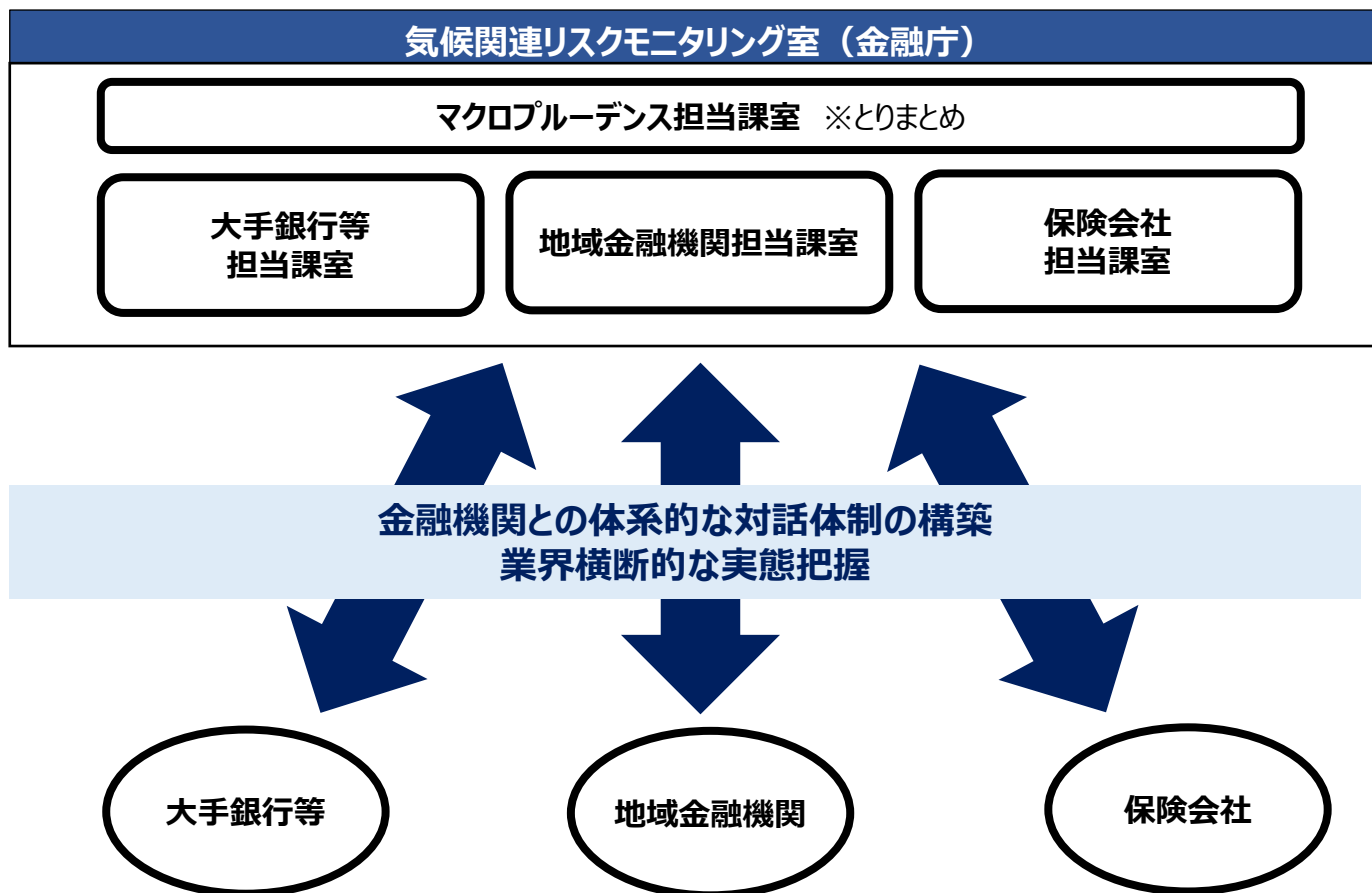 気候関連リスクモニタリング室（金融庁）
マクロプルーデンス担当課室　※とりまとめ
大手銀行等
担当課室
地域金融機関担当課室
保険会社
担当課室
金融機関との体系的な対話体制の構築
業界横断的な実態把握
大手銀行等
地域金融機関
保険会社